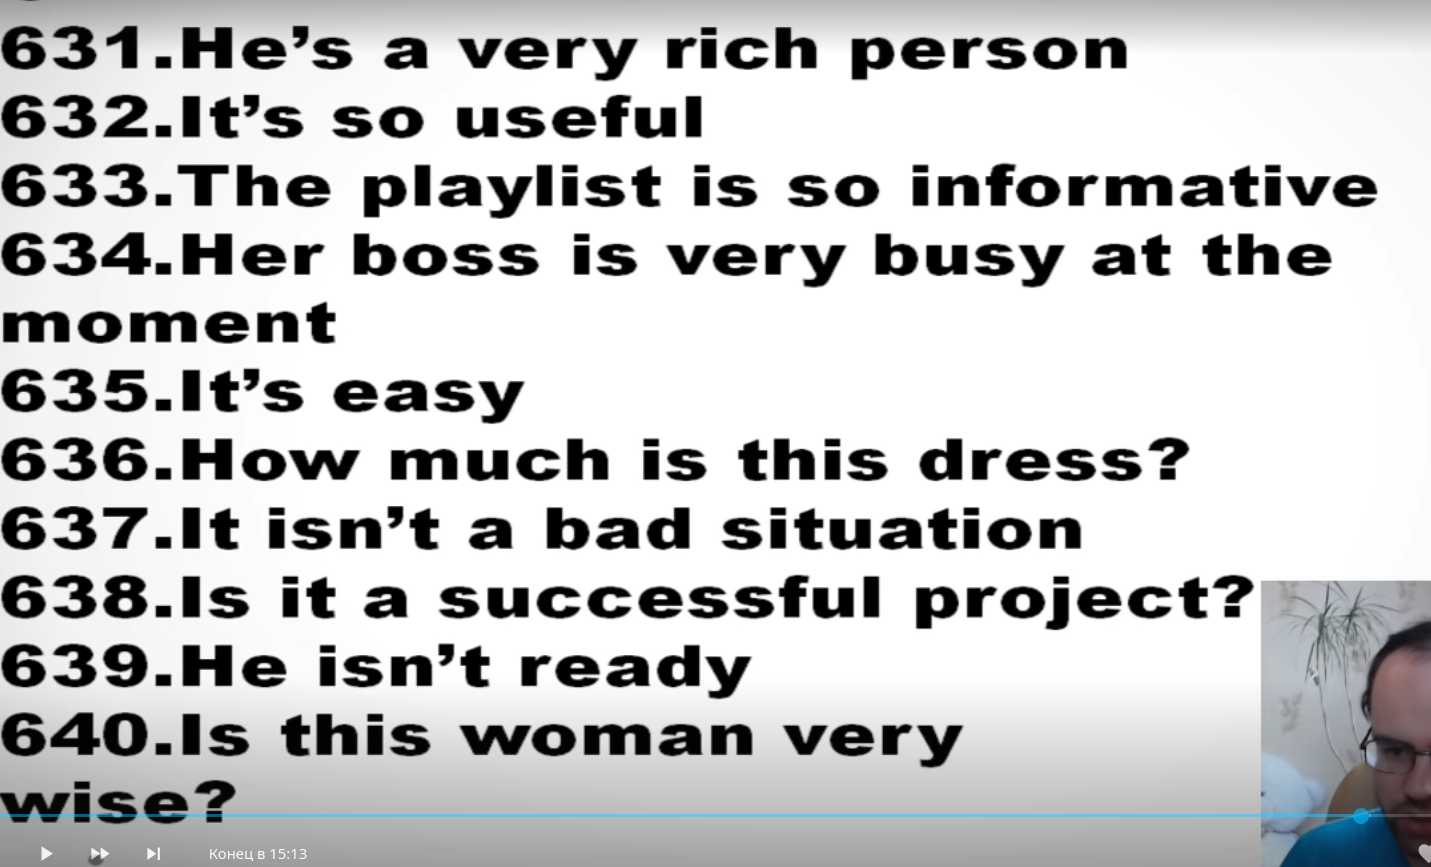 631.He’s a very rich person
632.It’s so useful
633.The playlist is so informative
634.Her boss is very busy at the
moment
635.It’s easy
636.How much is this dress?
637.It isn’t a bad situation
638.Is it a successful project?
639.He isn’t ready
640.Is this woman very
wise?
Конец в 15:13